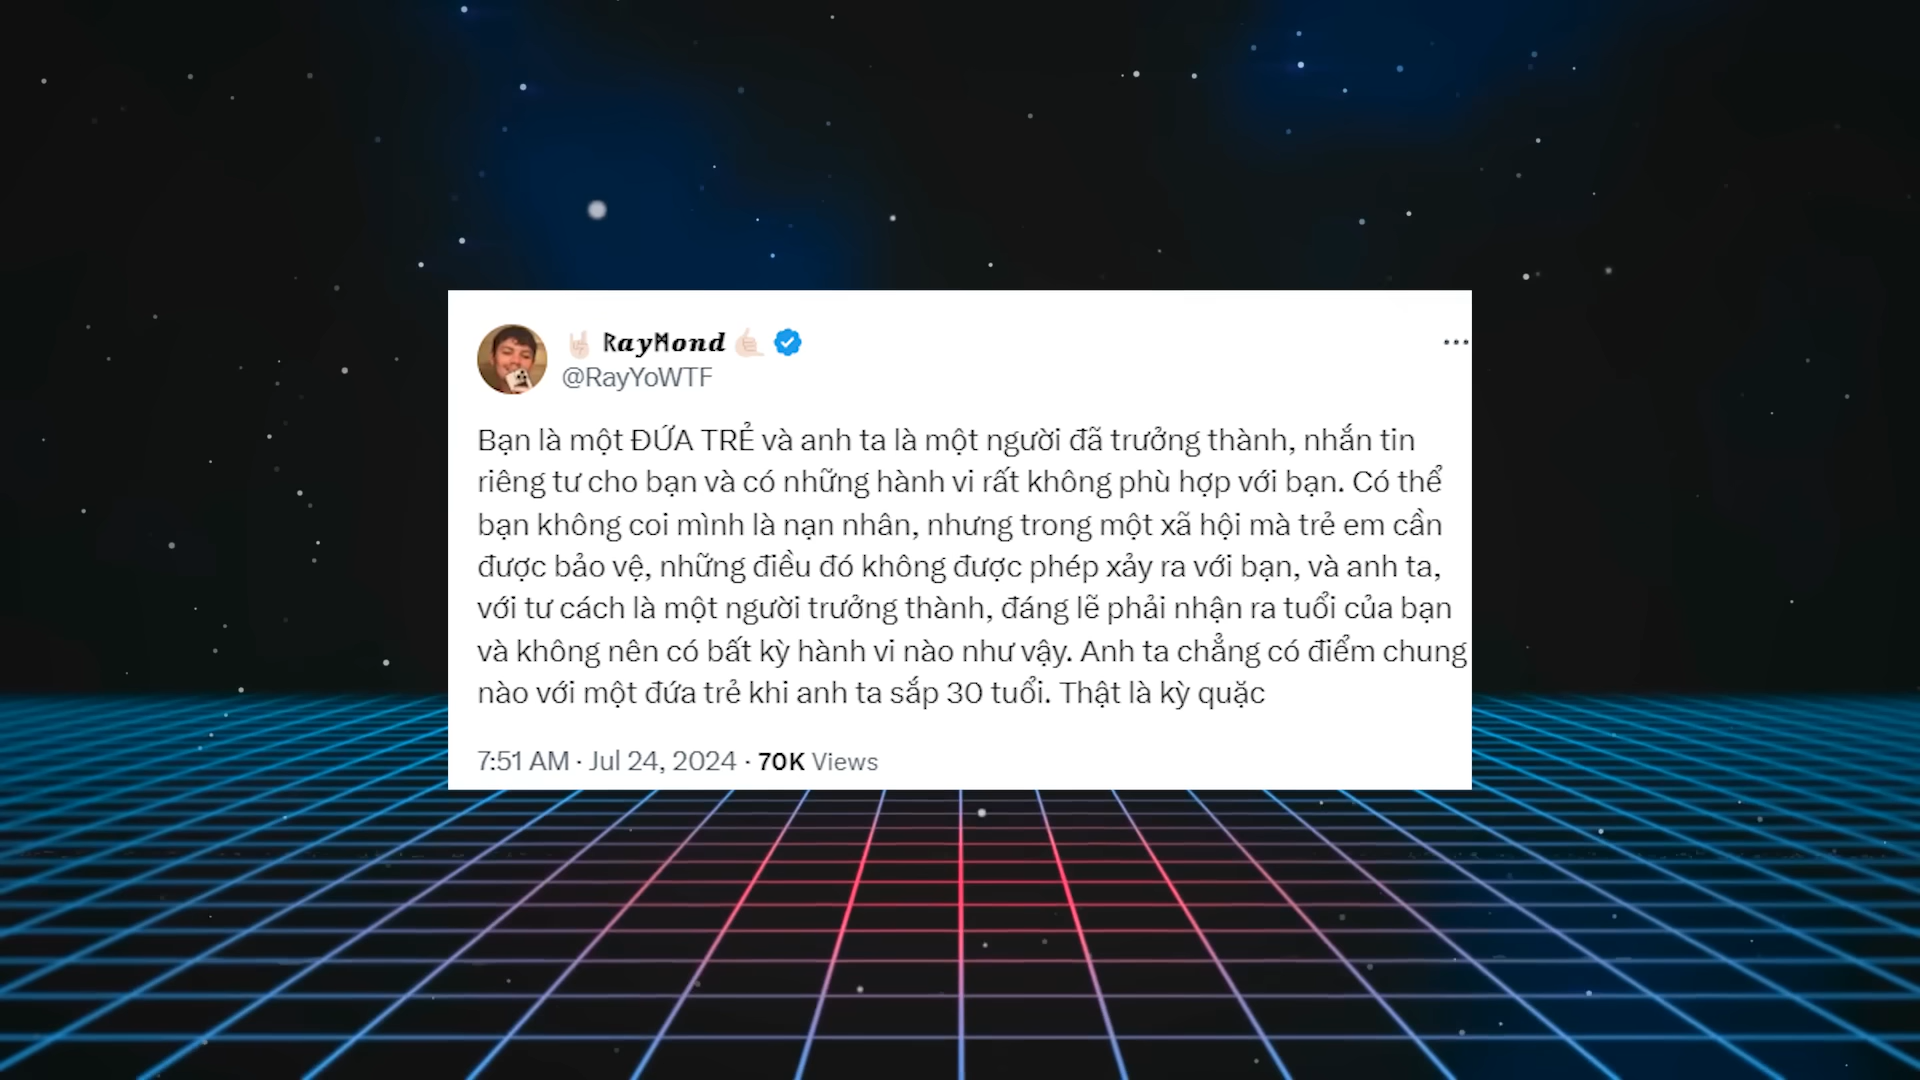 🤘🏻 RayMond 🤙🏻
@RayYoWTF
Bạn là một ĐỨA TRẺ và anh ta là một người đã trưởng thành, nhắn tin
riêng tư cho bạn và có những hành vi rất không phù hợp với bạn. Có thể
bạn không coi mình là nạn nhân, nhưng trong một xã hội mà trẻ em cần
được bảo vệ, những điều đó không được phép xảy ra với bạn, và anh ta,
với tư cách là một người trưởng thành, đáng lẽ phải nhận ra tuổi của bạn
và không nên có bất kỳ hành vi nào như vậy. Anh ta chẳng có điểm chung
nào với một đứa trẻ khi anh ta sắp 30 tuổi. Thật là kỳ quặc
7:51 AM · Jul 24, 2024 · 70K Views